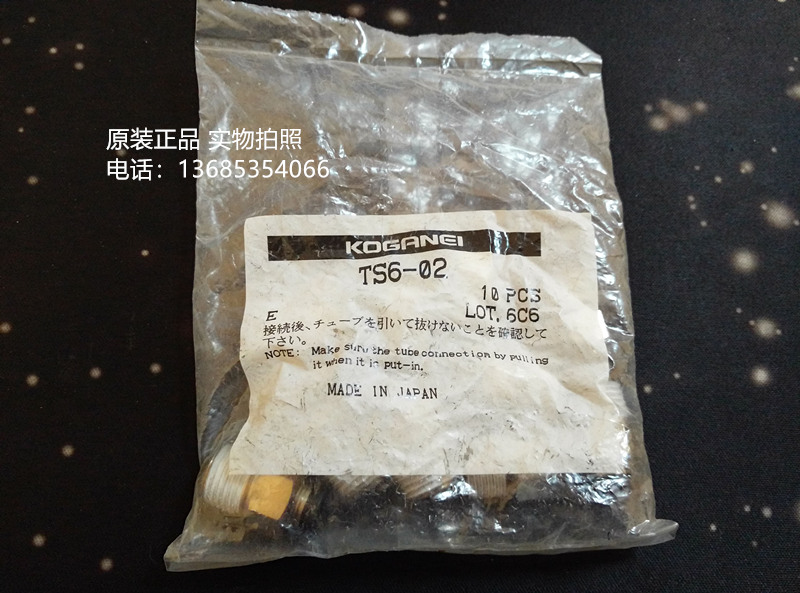 原装正品 实物拍照
电话：13685354066
KOGANEI
TS6-02
10 PCS
LOT. 6C6
E
接続後、チューブを引いて抜けないことを確認して
下さい。
NOTE: Make sure the tube connection by pulling
it when it is put-in.
MADE IN JAPAN